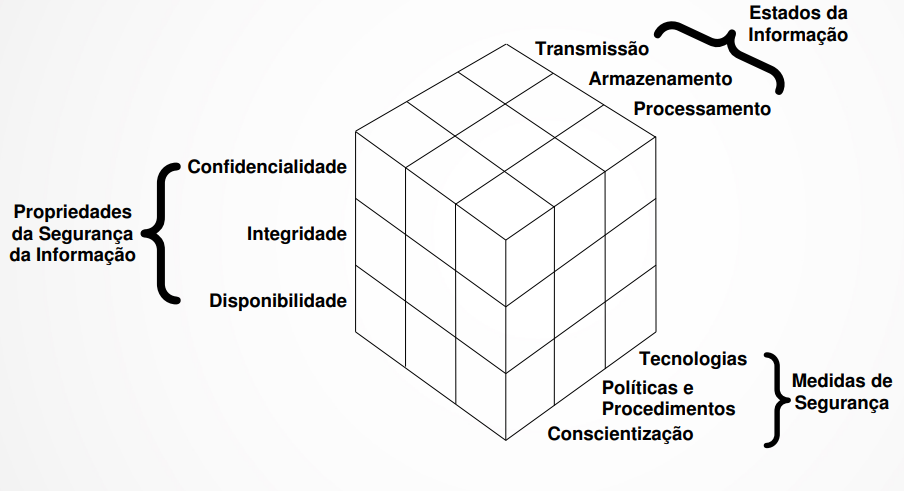 Estados da
Informação
Transmissão
Armazenamento
Processamento
Confidencialidade
Propriedades
da Segurança
da Informação
Integridade
Disponibilidade
Tecnologias
Políticas e
Procedimentos
Conscientização
Medidas de
Segurança